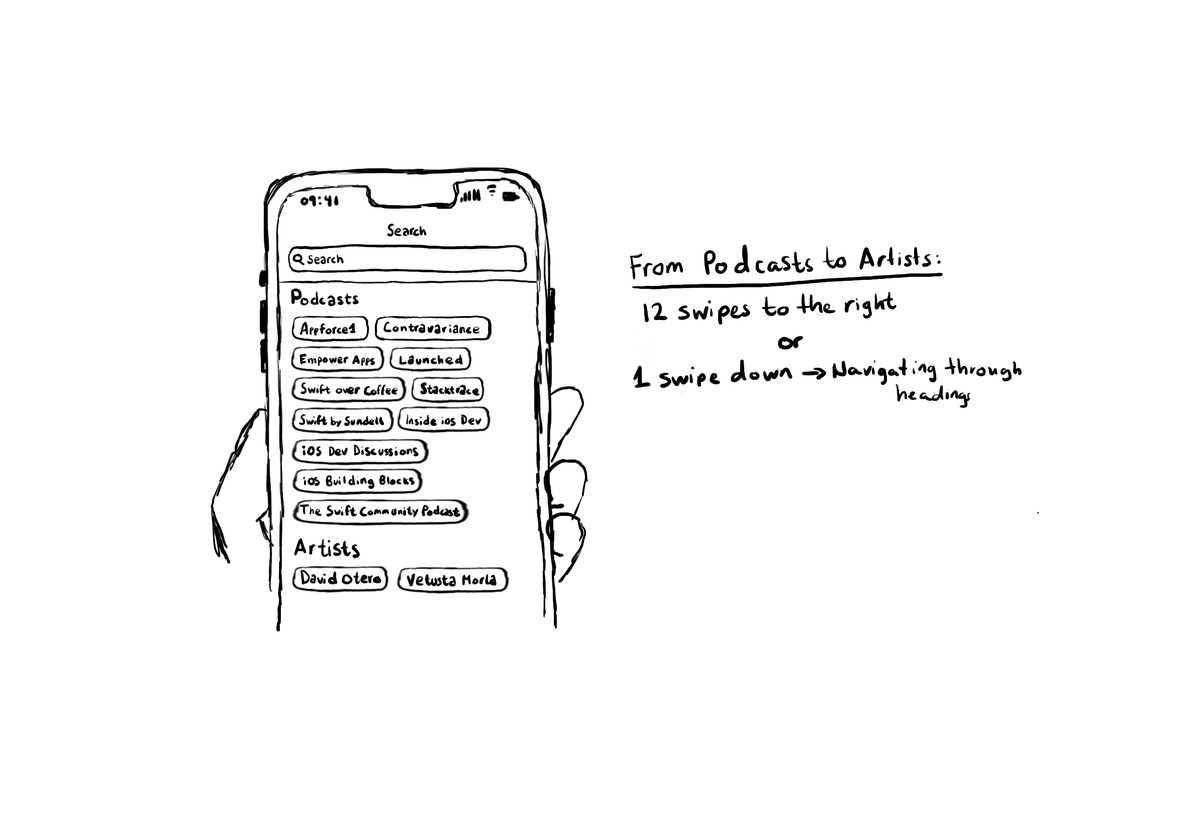 09:41
Search
Search
Podcasts
Appforce1 Contravariance
Empower Apps Launched
Swift over Coffee Stacktrace
Swift by Sundell Inside ios Dev
iOS Dev Discussions
ios Building Blocks
The Swift Community Podcast
Artists
David Otero Vetusta Morla
From Podcasts to Artists:
12 swipes to the right
or
1 swipe down → Navigating through
headings